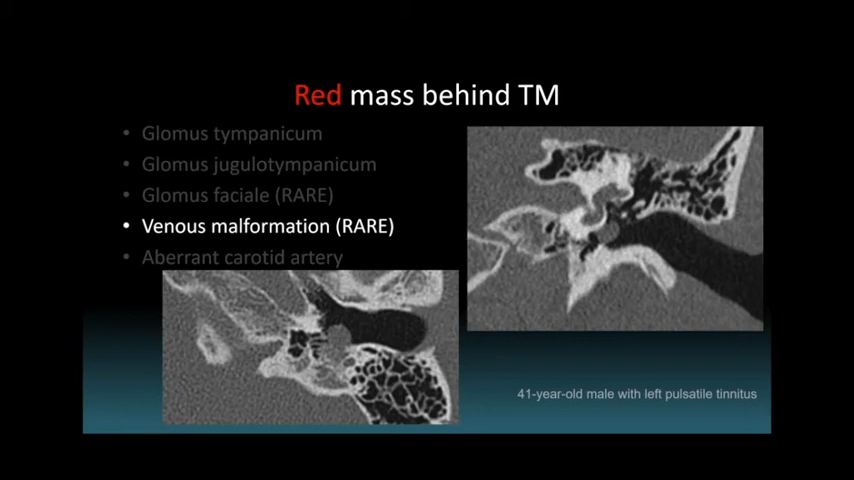 Red mass behind TM
• Glomus tympanicum
• Glomus jugulotympanicum
• Glomus faciale (RARE)
• Venous malformation (RARE)
• Aberrant carotid artery
41-year-old male with left pulsatile tinnitus